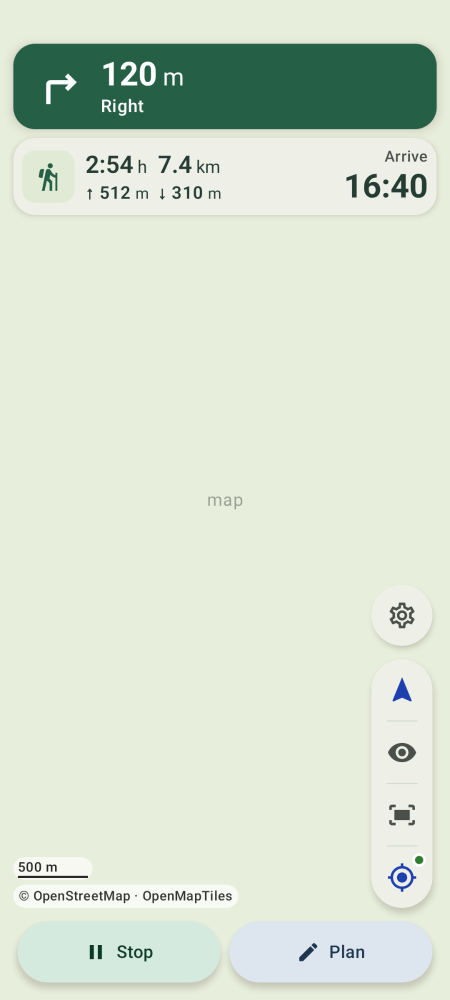 120 m
Right
2:54 h 7.4 km
↑ 512 m ↓ 310 m
Arrive
16:40
map
500 m
© OpenStreetMap · OpenMapTiles
Stop
Plan